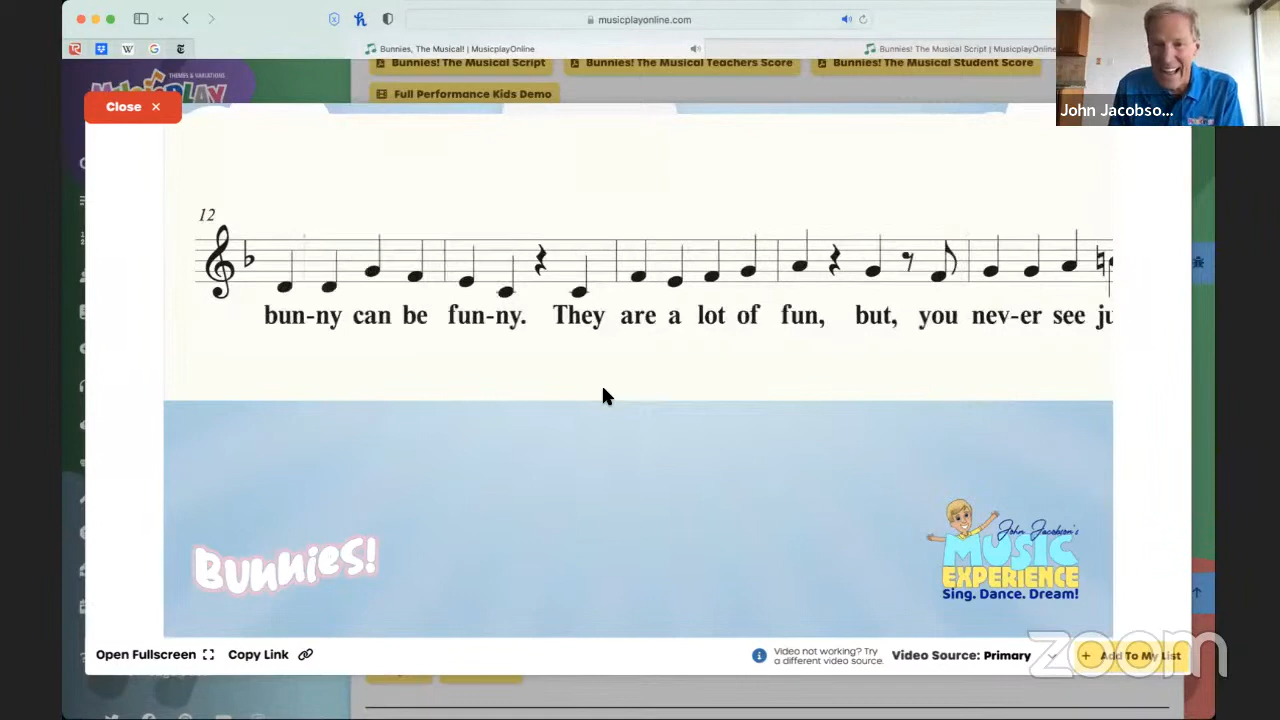 musicplayonline.com
Bunnies, The Musical! | MusicplayOnline
Bunnies! The Musical Script | MusicplayOnline
THEMES & VARIATIONS
MUSICPLAY
Bunnies! The Musical Script
Bunnies! The Musical Teachers Score
Bunnies! The Musical Student Score
Full Performance Kids Demo
Close ×
John Jacobso...
12
bun-ny can be fun-ny. They are a lot of fun, but, you nev-er see ju
BUNNIES!
John Jacobson's
MUSIC
EXPERIENCE
Sing. Dance. Dream!
Open Fullscreen
Copy Link
Video not working? Try
a different video source.
Video Source: Primary
+ Add To My List
zoom